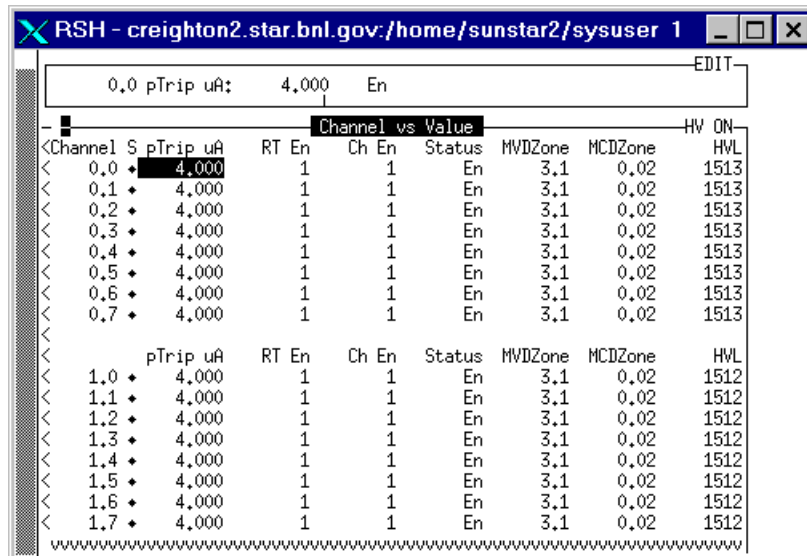 RSH - creighton2.star.bnl.gov:/home/sunstar2/sysuser 1
EDIT
0.0 pTrip uA: 4.000 En
Channel vs Value HV ON
<Channel S pTrip uA RT En Ch En Status MVDZone MCDZone HVL
< 0.0 ◆ 4.000 1 1 En 3.1 0.02 1513
< 0.1 ◆ 4.000 1 1 En 3.1 0.02 1513
< 0.2 ◆ 4.000 1 1 En 3.1 0.02 1513
< 0.3 ◆ 4.000 1 1 En 3.1 0.02 1513
< 0.4 ◆ 4.000 1 1 En 3.1 0.02 1513
< 0.5 ◆ 4.000 1 1 En 3.1 0.02 1513
< 0.6 ◆ 4.000 1 1 En 3.1 0.02 1513
< 0.7 ◆ 4.000 1 1 En 3.1 0.02 1513
<
< pTrip uA RT En Ch En Status MVDZone MCDZone HVL
< 1.0 ◆ 4.000 1 1 En 3.1 0.02 1512
< 1.1 ◆ 4.000 1 1 En 3.1 0.02 1512
< 1.2 ◆ 4.000 1 1 En 3.1 0.02 1512
< 1.3 ◆ 4.000 1 1 En 3.1 0.02 1512
< 1.4 ◆ 4.000 1 1 En 3.1 0.02 1512
< 1.5 ◆ 4.000 1 1 En 3.1 0.02 1512
< 1.6 ◆ 4.000 1 1 En 3.1 0.02 1512
< 1.7 ◆ 4.000 1 1 En 3.1 0.02 1512
vvvvvvvvvvvvvvvvvvvvvvvvvvvvvvvvvvvvvvvvvvvvvvvvvvvvvvvvvvvvvvvvvvvvvvvvvvvv